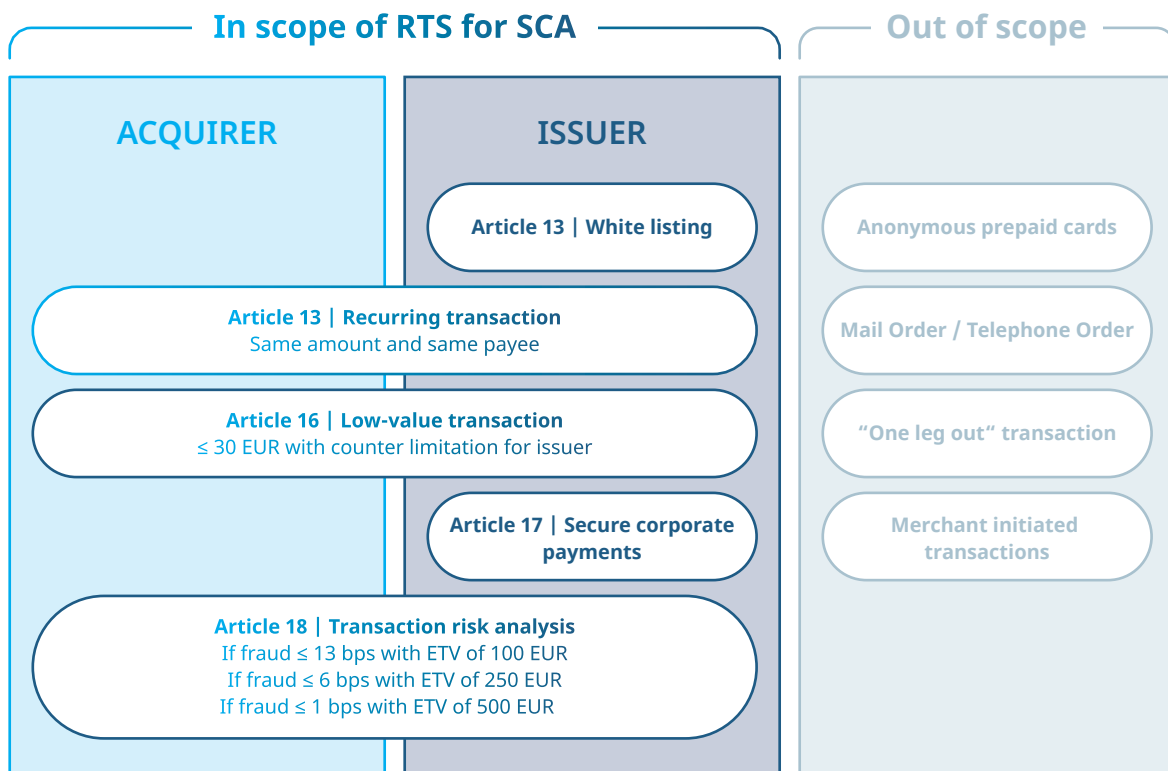 In scope of RTS for SCA
Out of scope
ACQUIRER
ISSUER
Article 13 | White listing
Article 13 | Recurring transaction
Same amount and same payee
Article 16 | Low-value transaction
≤ 30 EUR with counter limitation for issuer
Article 17 | Secure corporate
payments
Article 18 | Transaction risk analysis
If fraud ≤ 13 bps with ETV of 100 EUR
If fraud ≤ 6 bps with ETV of 250 EUR
If fraud ≤ 1 bps with ETV of 500 EUR
Anonymous prepaid cards
Mail Order / Telephone Order
“One leg out“ transaction
Merchant initiated
transactions